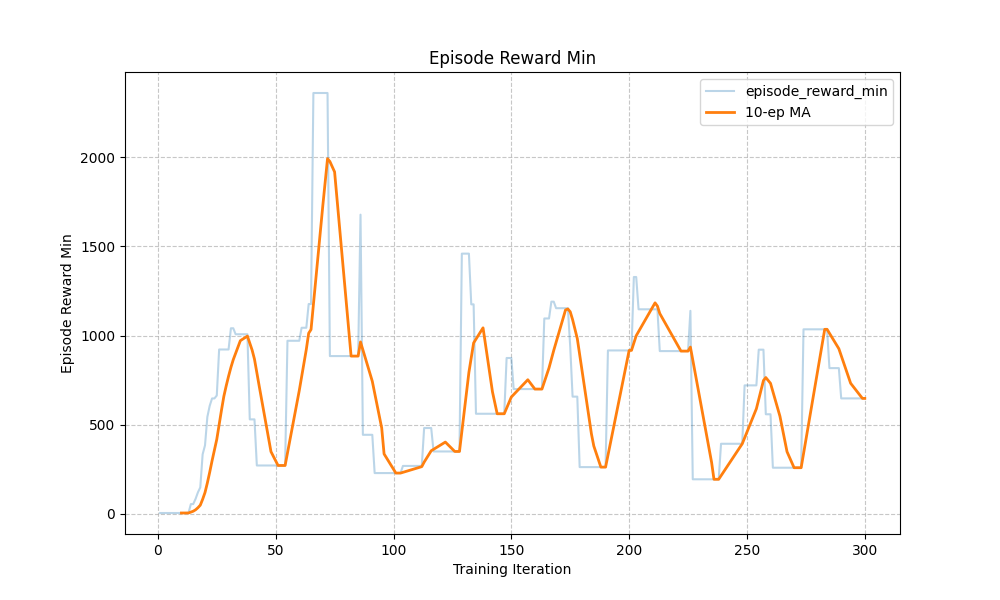 Episode Reward Min
episode_reward_min
10-ep MA
Episode Reward Min
2000
1500
1000
500
0
0 50 100 150 200 250 300
Training Iteration